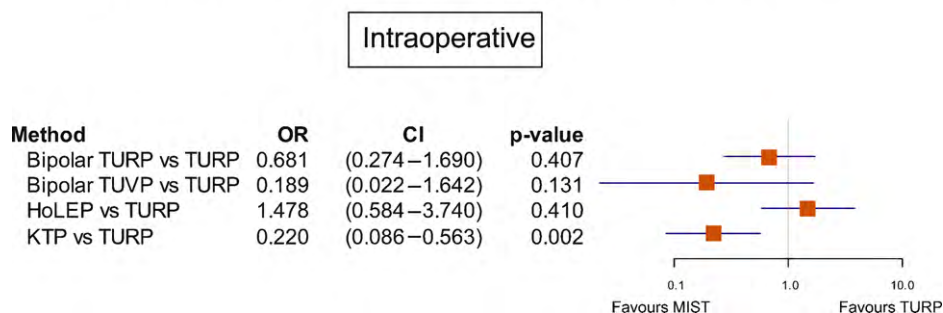 Intraoperative
Method OR CI p-value
Bipolar TURP vs TURP 0.681 (0.274–1.690) 0.407
Bipolar TUVP vs TURP 0.189 (0.022–1.642) 0.131
HoLEP vs TURP 1.478 (0.584–3.740) 0.410
KTP vs TURP 0.220 (0.086–0.563) 0.002
0.1 1.0 10.0
Favours MIST Favours TURP